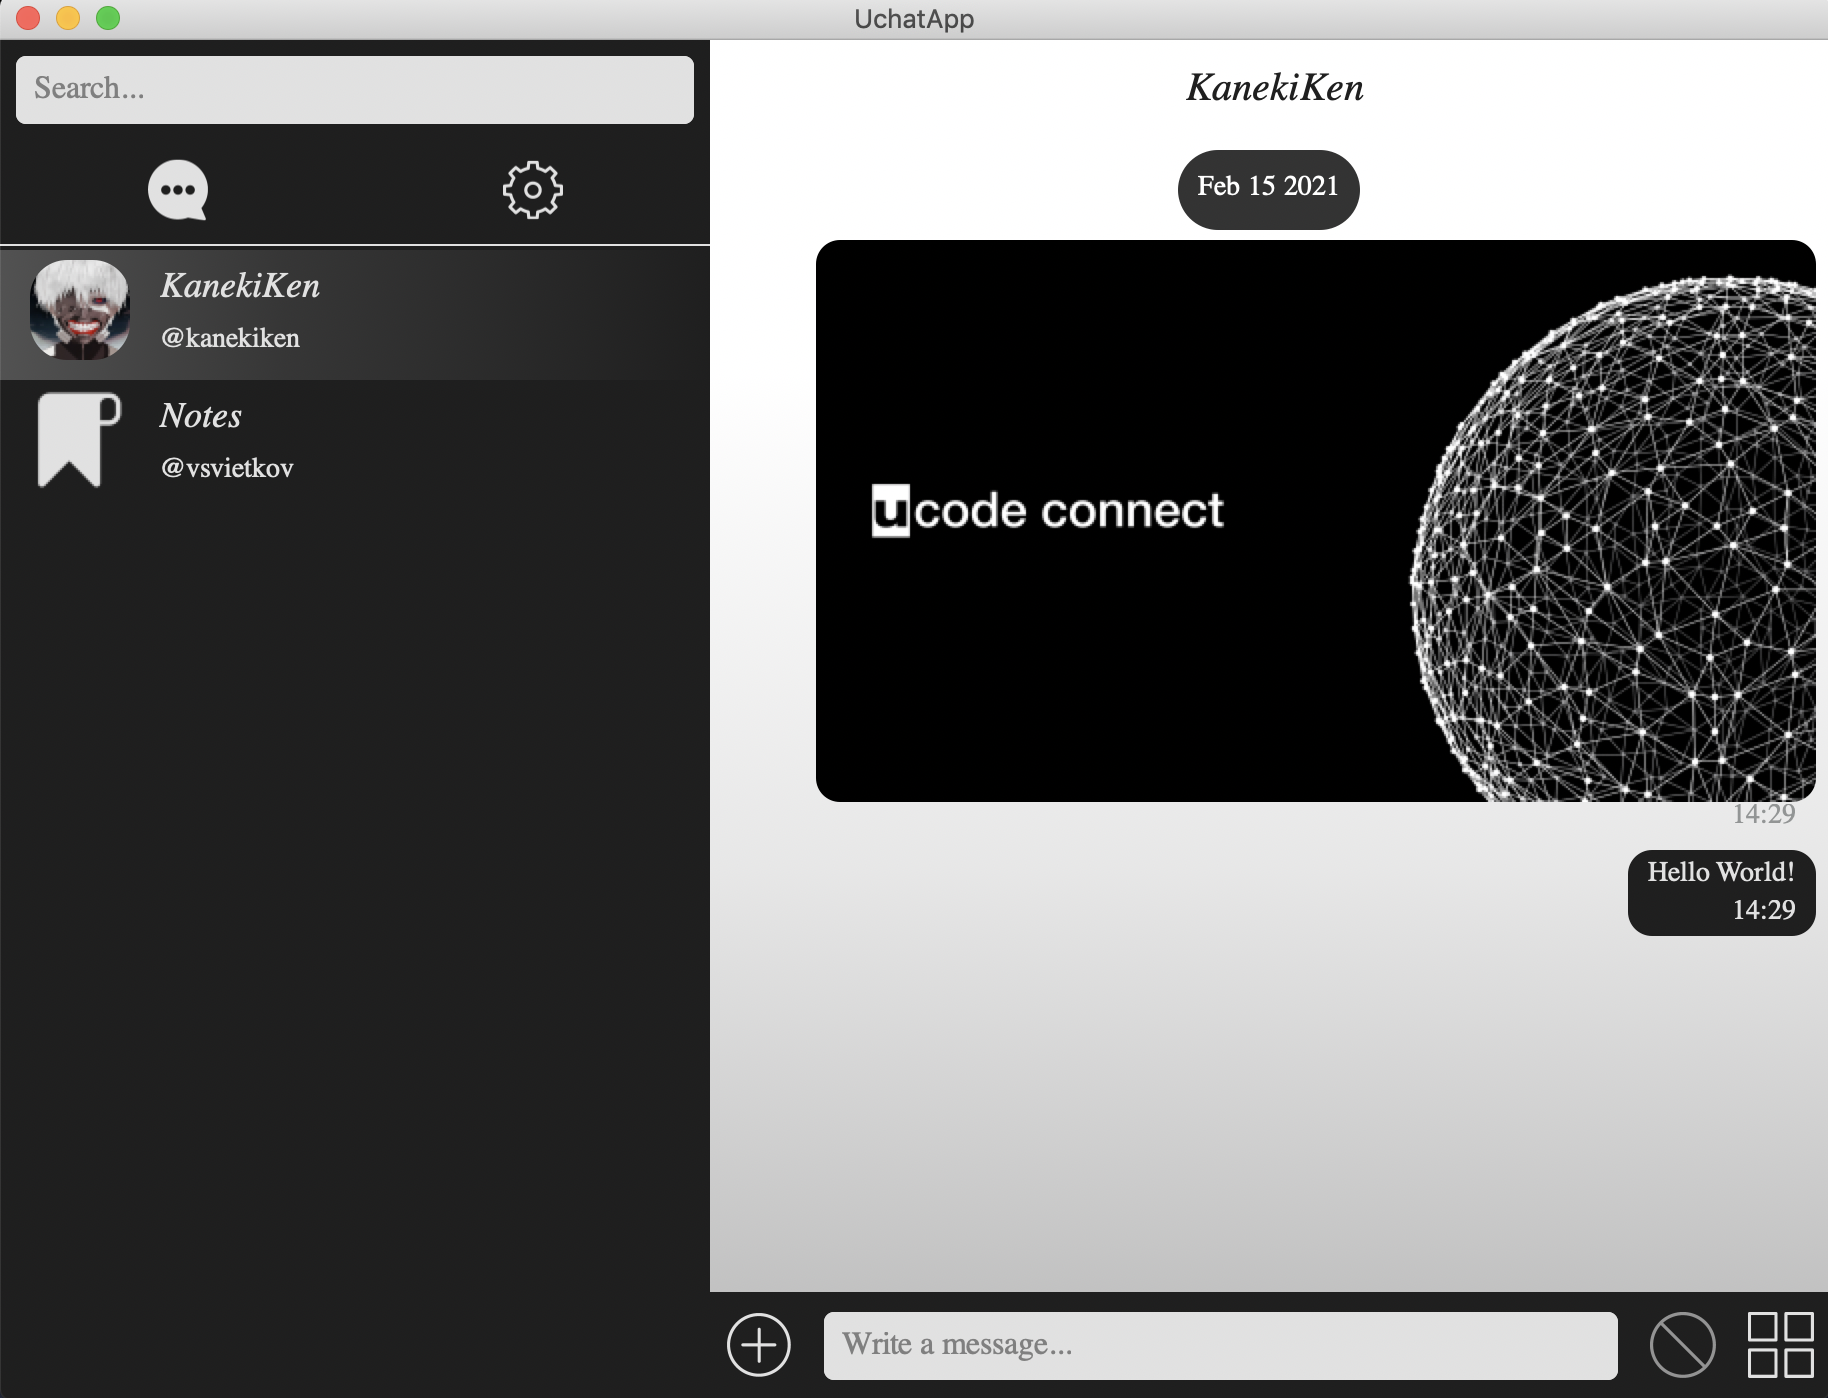 UchatApp
Search...
KanekiKen
@kanekiken
Notes
@vsvietkov
KanekiKen
Feb 15 2021
ucode connect
14:29
Hello World!
14:29
Write a message...